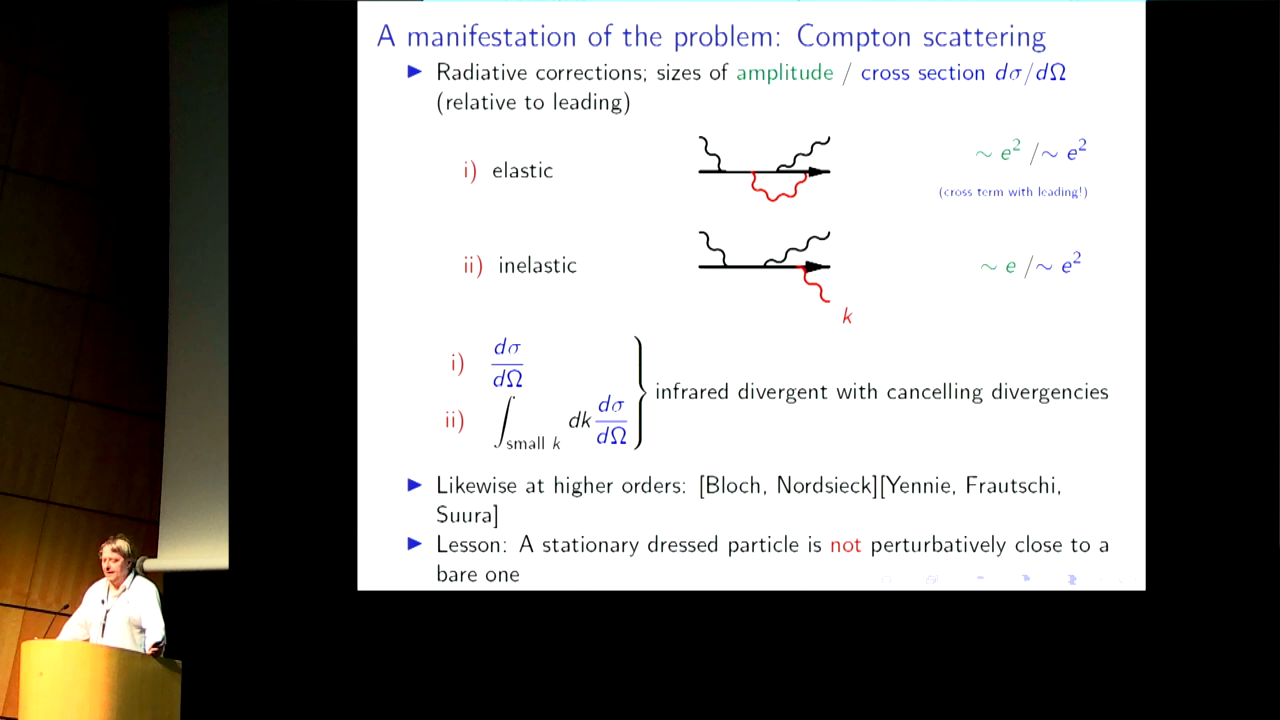 A manifestation of the problem: Compton scattering
▶ Radiative corrections; sizes of amplitude / cross section dσ/dΩ
(relative to leading)
i) elastic
∼ e² /∼ e²
(cross term with leading!)
ii) inelastic
∼ e /∼ e²
k
i) dσ/dΩ
ii) ∫_small k dk dσ/dΩ
infrared divergent with cancelling divergencies
▶ Likewise at higher orders: [Bloch, Nordsieck][Yennie, Frautschi,
Suura]
▶ Lesson: A stationary dressed particle is not perturbatively close to a
bare one